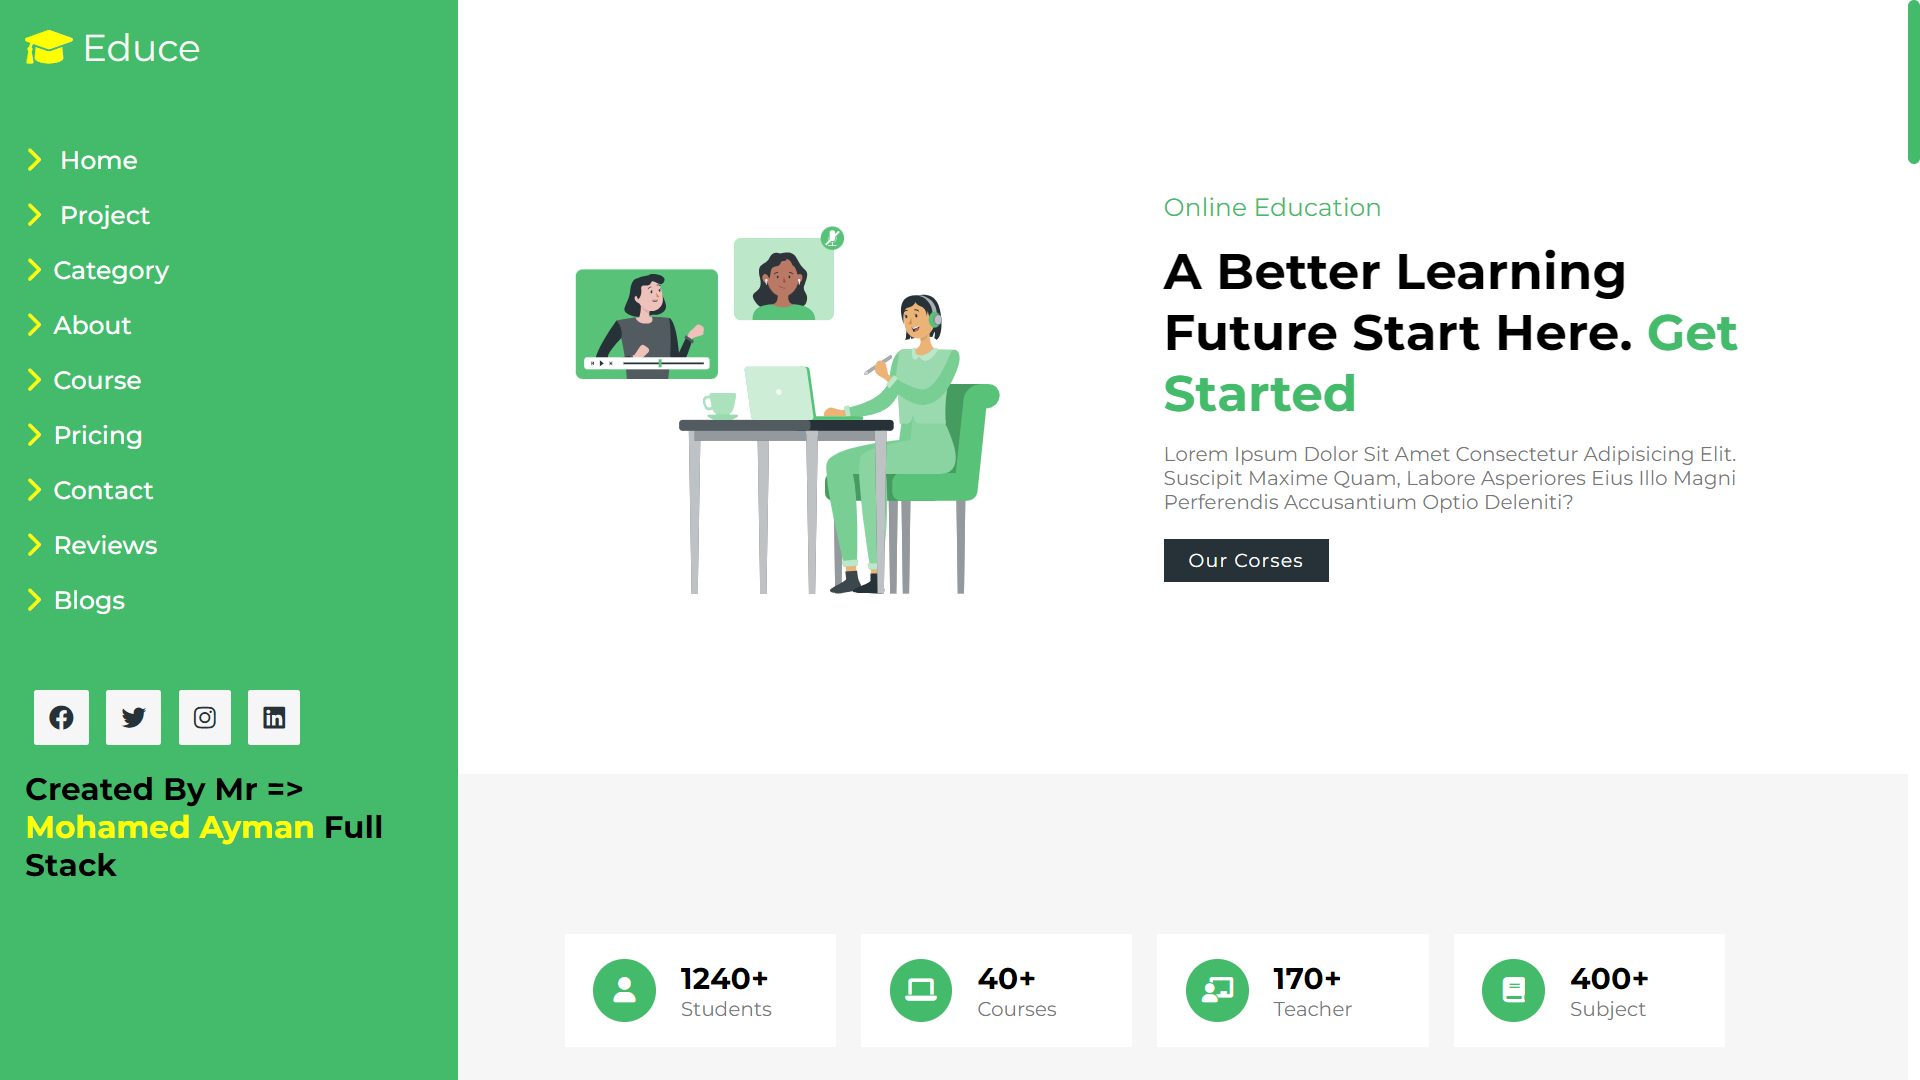 Educe
Home
Project
Category
About
Course
Pricing
Contact
Reviews
Blogs
Created By Mr =>
Mohamed Ayman Full
Stack
Online Education
A Better Learning
Future Start Here. Get
Started
Lorem Ipsum Dolor Sit Amet Consectetur Adipisicing Elit.
Suscipit Maxime Quam, Labore Asperiores Eius Illo Magni
Perferendis Accusantium Optio Deleniti?
Our Corses
1240+
Students
40+
Courses
170+
Teacher
400+
Subject